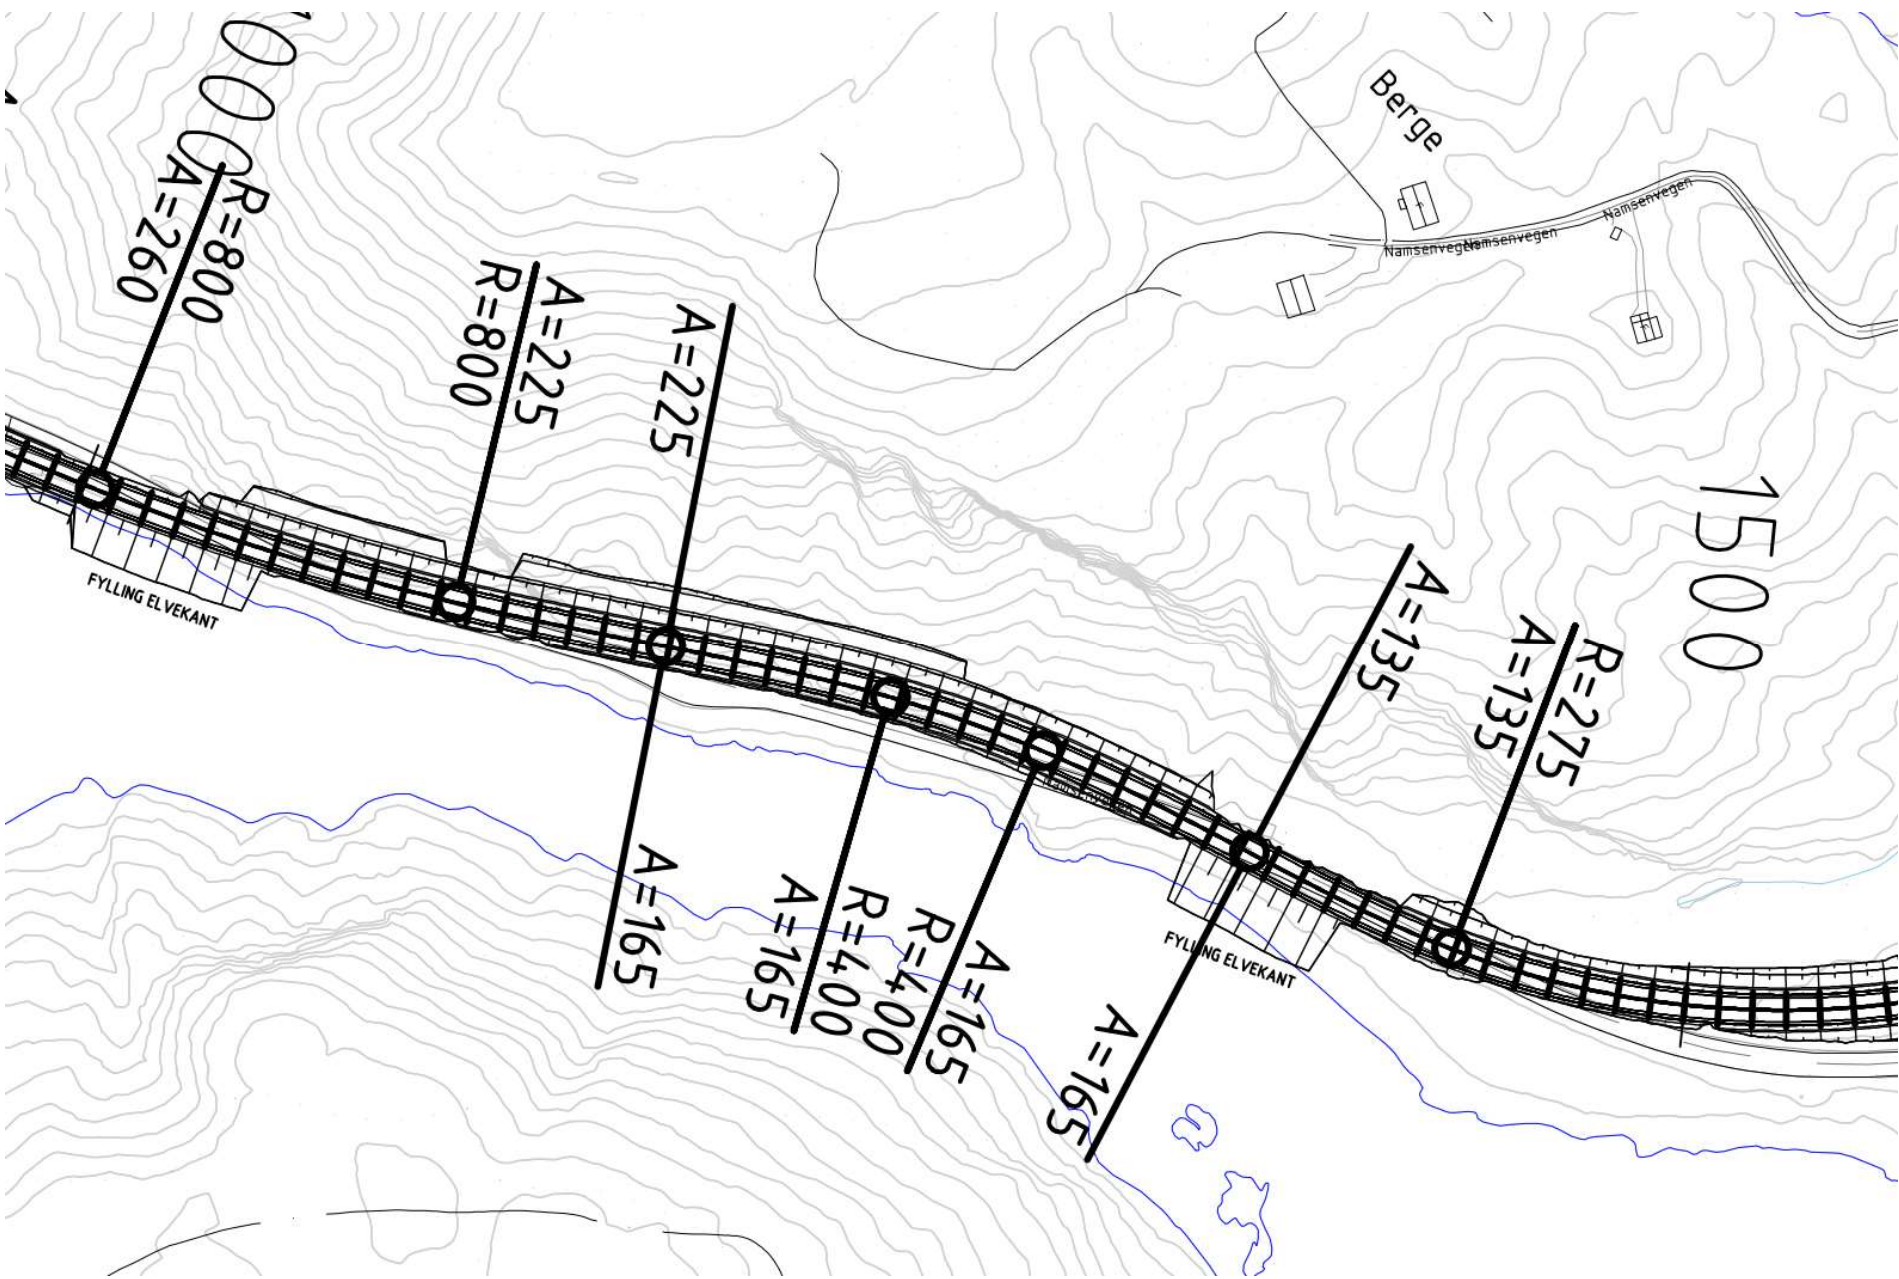 000
A=260
R=800
R=800
A=225
A=225
Berge
Namsenvegen
Namsenvegen
Namsenvegen
1500
A=135
A=135
R=275
FYLLING ELVEKANT
A=165
A=165
R=400
R=400
A=165
A=165
FYLLING ELVEKANT